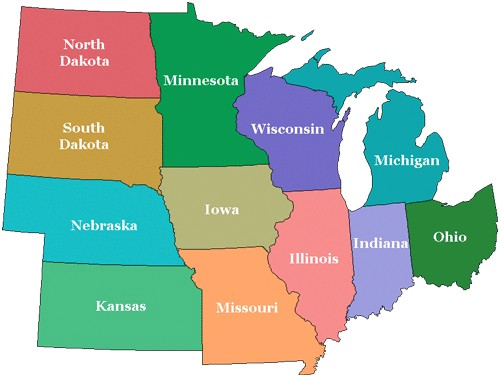 North
Dakota
Minnesota
South
Dakota
Wisconsin
Michigan
Nebraska
Iowa
Illinois
Indiana
Ohio
Kansas
Missouri